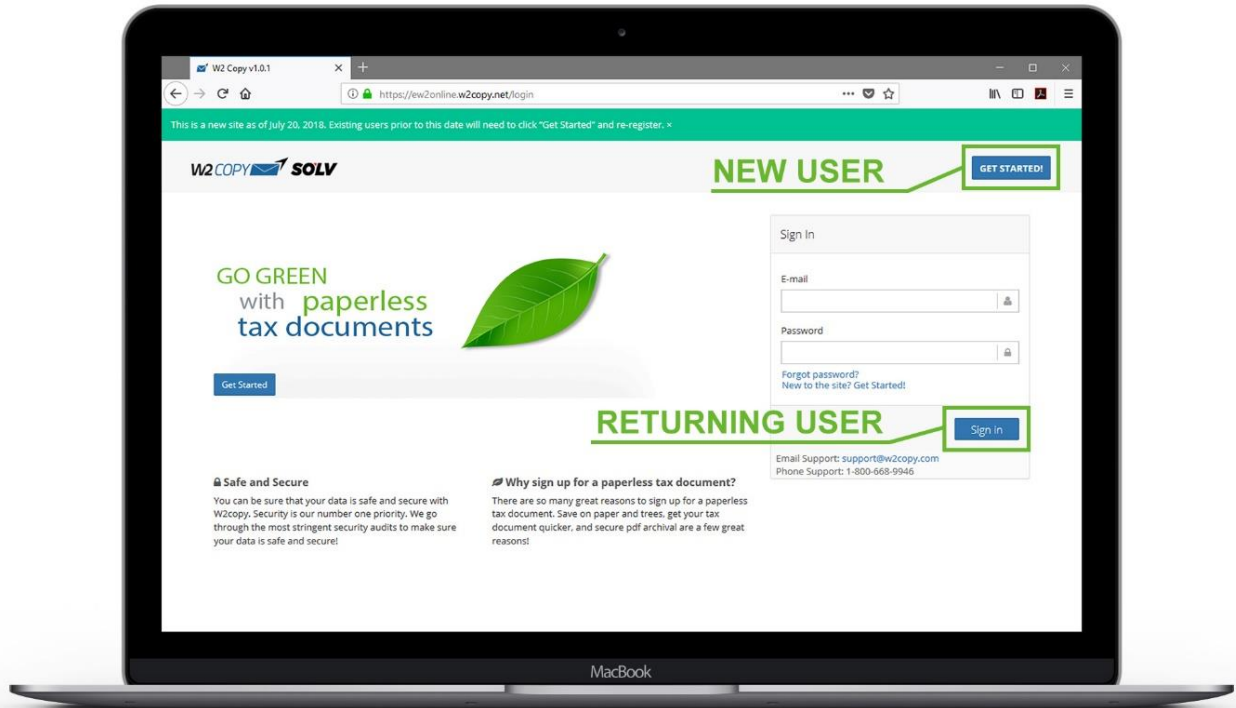 W2 Copy v1.0.1
https://ew2online.w2copy.net/login
This is a new site as of July 20, 2018. Existing users prior to this date will need to click "Get Started" and re-register. ×
W2 COPY SOLV
NEW USER
GET STARTED!
Sign In
GO GREEN
with paperless
tax documents
Get Started
E-mail
Password
Forgot password?
New to the site? Get Started!
RETURNING USER
Sign in
Email Support: support@w2copy.com
Phone Support: 1-800-668-9946
Safe and Secure
You can be sure that your data is safe and secure with
W2copy. Security is our number one priority. We go
through the most stringent security audits to make sure
your data is safe and secure!
Why sign up for a paperless tax document?
There are so many great reasons to sign up for a paperless
tax document. Save on paper and trees, get your tax
document quicker, and secure pdf archival are a few great
reasons!
MacBook